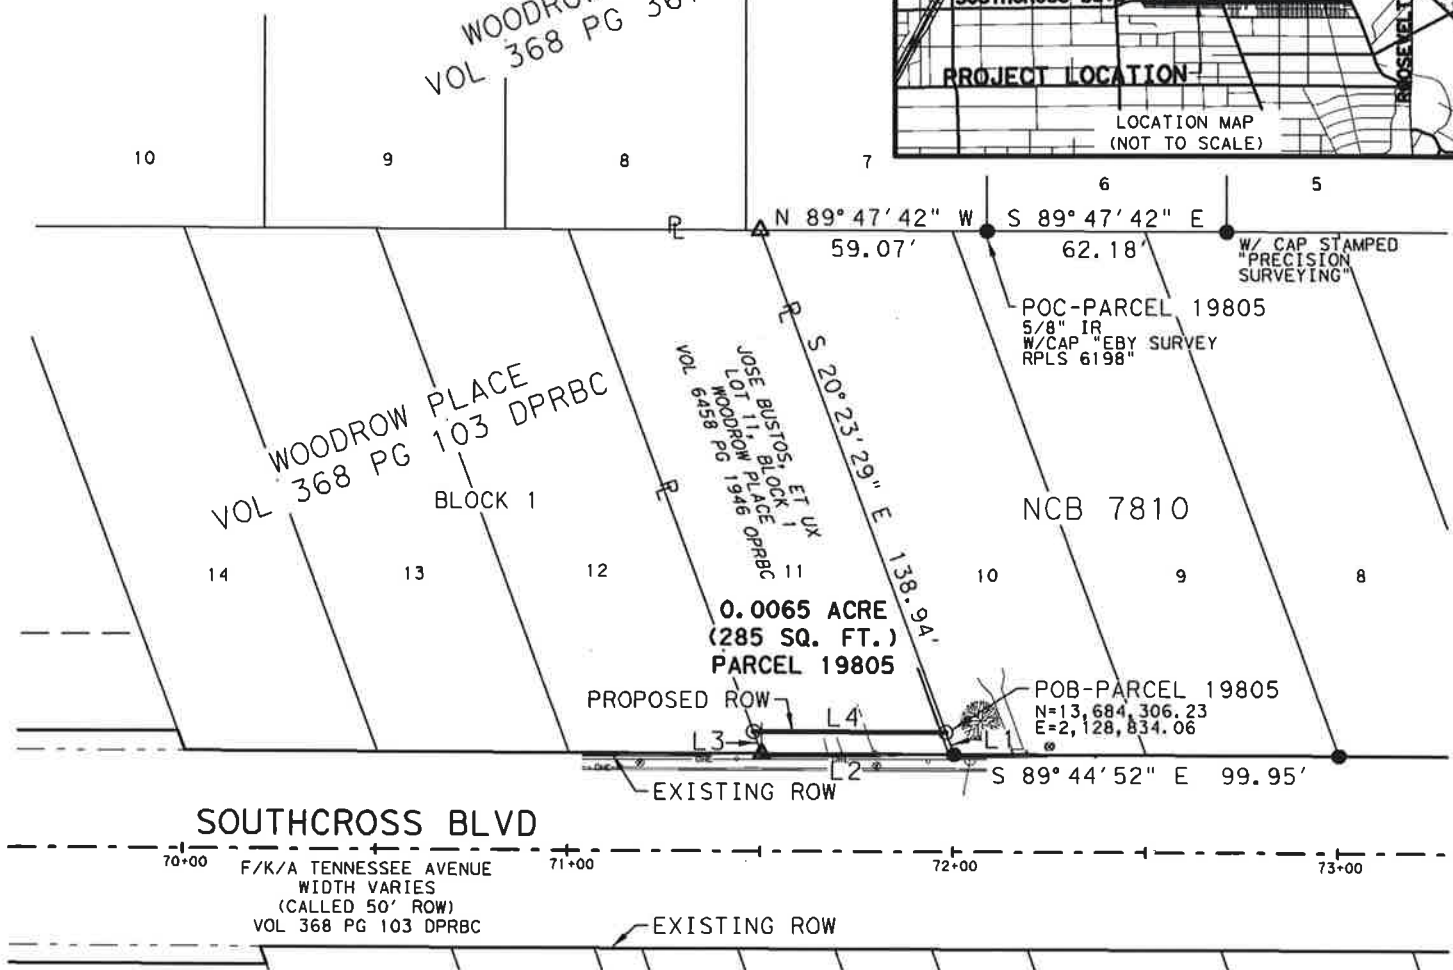 WOODROW
VOL 368 PG 36
PROJECT LOCATION
ROOSEVELT
LOCATION MAP
(NOT TO SCALE)
10
9
8
7
6
5
PL
N 89°47'42" W
59.07'
S 89°47'42" E
62.18'
W/ CAP STAMPED
"PRECISION
SURVEYING"
POC-PARCEL 19805
5/8" IR
W/CAP "EBY SURVEY
RPLS 6198"
PL
S 20°23'29" E 138.94'
JOSE BUSTOS, ET UX
LOT 11, BLOCK 1
WOODROW PLACE
VOL 6458 PG 1946 OPRBC
WOODROW PLACE
VOL 368 PG 103 DPRBC
PL
BLOCK 1
NCB 7810
14
13
12
11
10
9
8
0.0065 ACRE
(285 SQ. FT.)
PARCEL 19805
PROPOSED ROW
POB-PARCEL 19805
N=13,684,306.23
E=2,128,834.06
L4
L3
L1
L2
S 89°44'52" E 99.95'
EXISTING ROW
SOUTHCROSS BLVD
70+00
71+00
72+00
73+00
F/K/A TENNESSEE AVENUE
WIDTH VARIES
(CALLED 50' ROW)
VOL 368 PG 103 DPRBC
EXISTING ROW